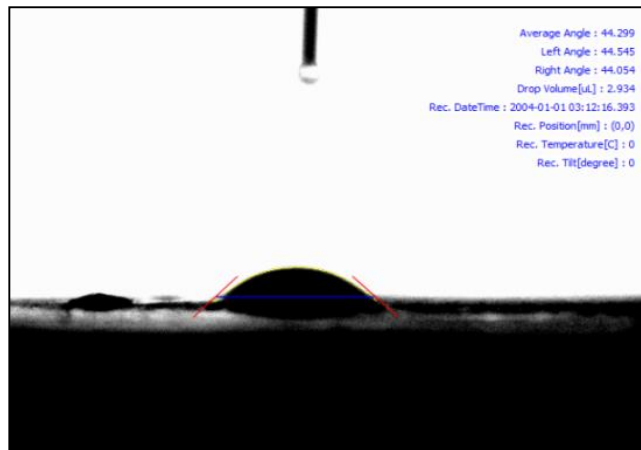 Average Angle : 44.299
Left Angle : 44.545
Right Angle : 44.054
Drop Volume[uL] : 2.934
Rec. DateTime : 2004-01-01 03:12:16.393
Rec. Position[mm] : (0,0)
Rec. Temperature[C] : 0
Rec. Tilt[degree] : 0